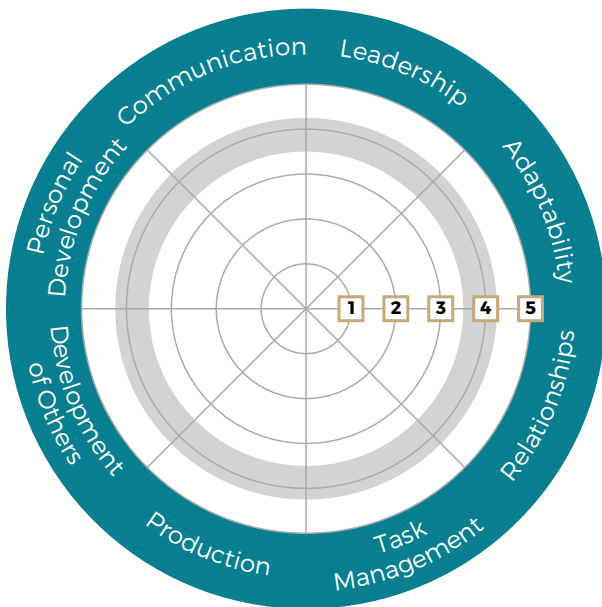 Communication
Leadership
Adaptability
Relationships
Task
Management
Production
Development
of Others
Personal
Development
1
2
3
4
5